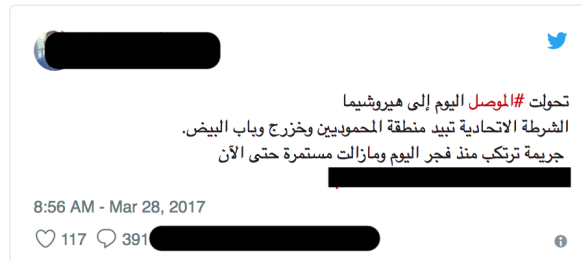 تحولت #الموصل اليوم إلى هيروشيما
الشرطة الاتحادية تبيد منطقة المحموديين وخزرج وباب البيض.
جريمة ترتكب منذ فجر اليوم ومازالت مستمرة حتى الآن
8:56 AM - Mar 28, 2017
117 391